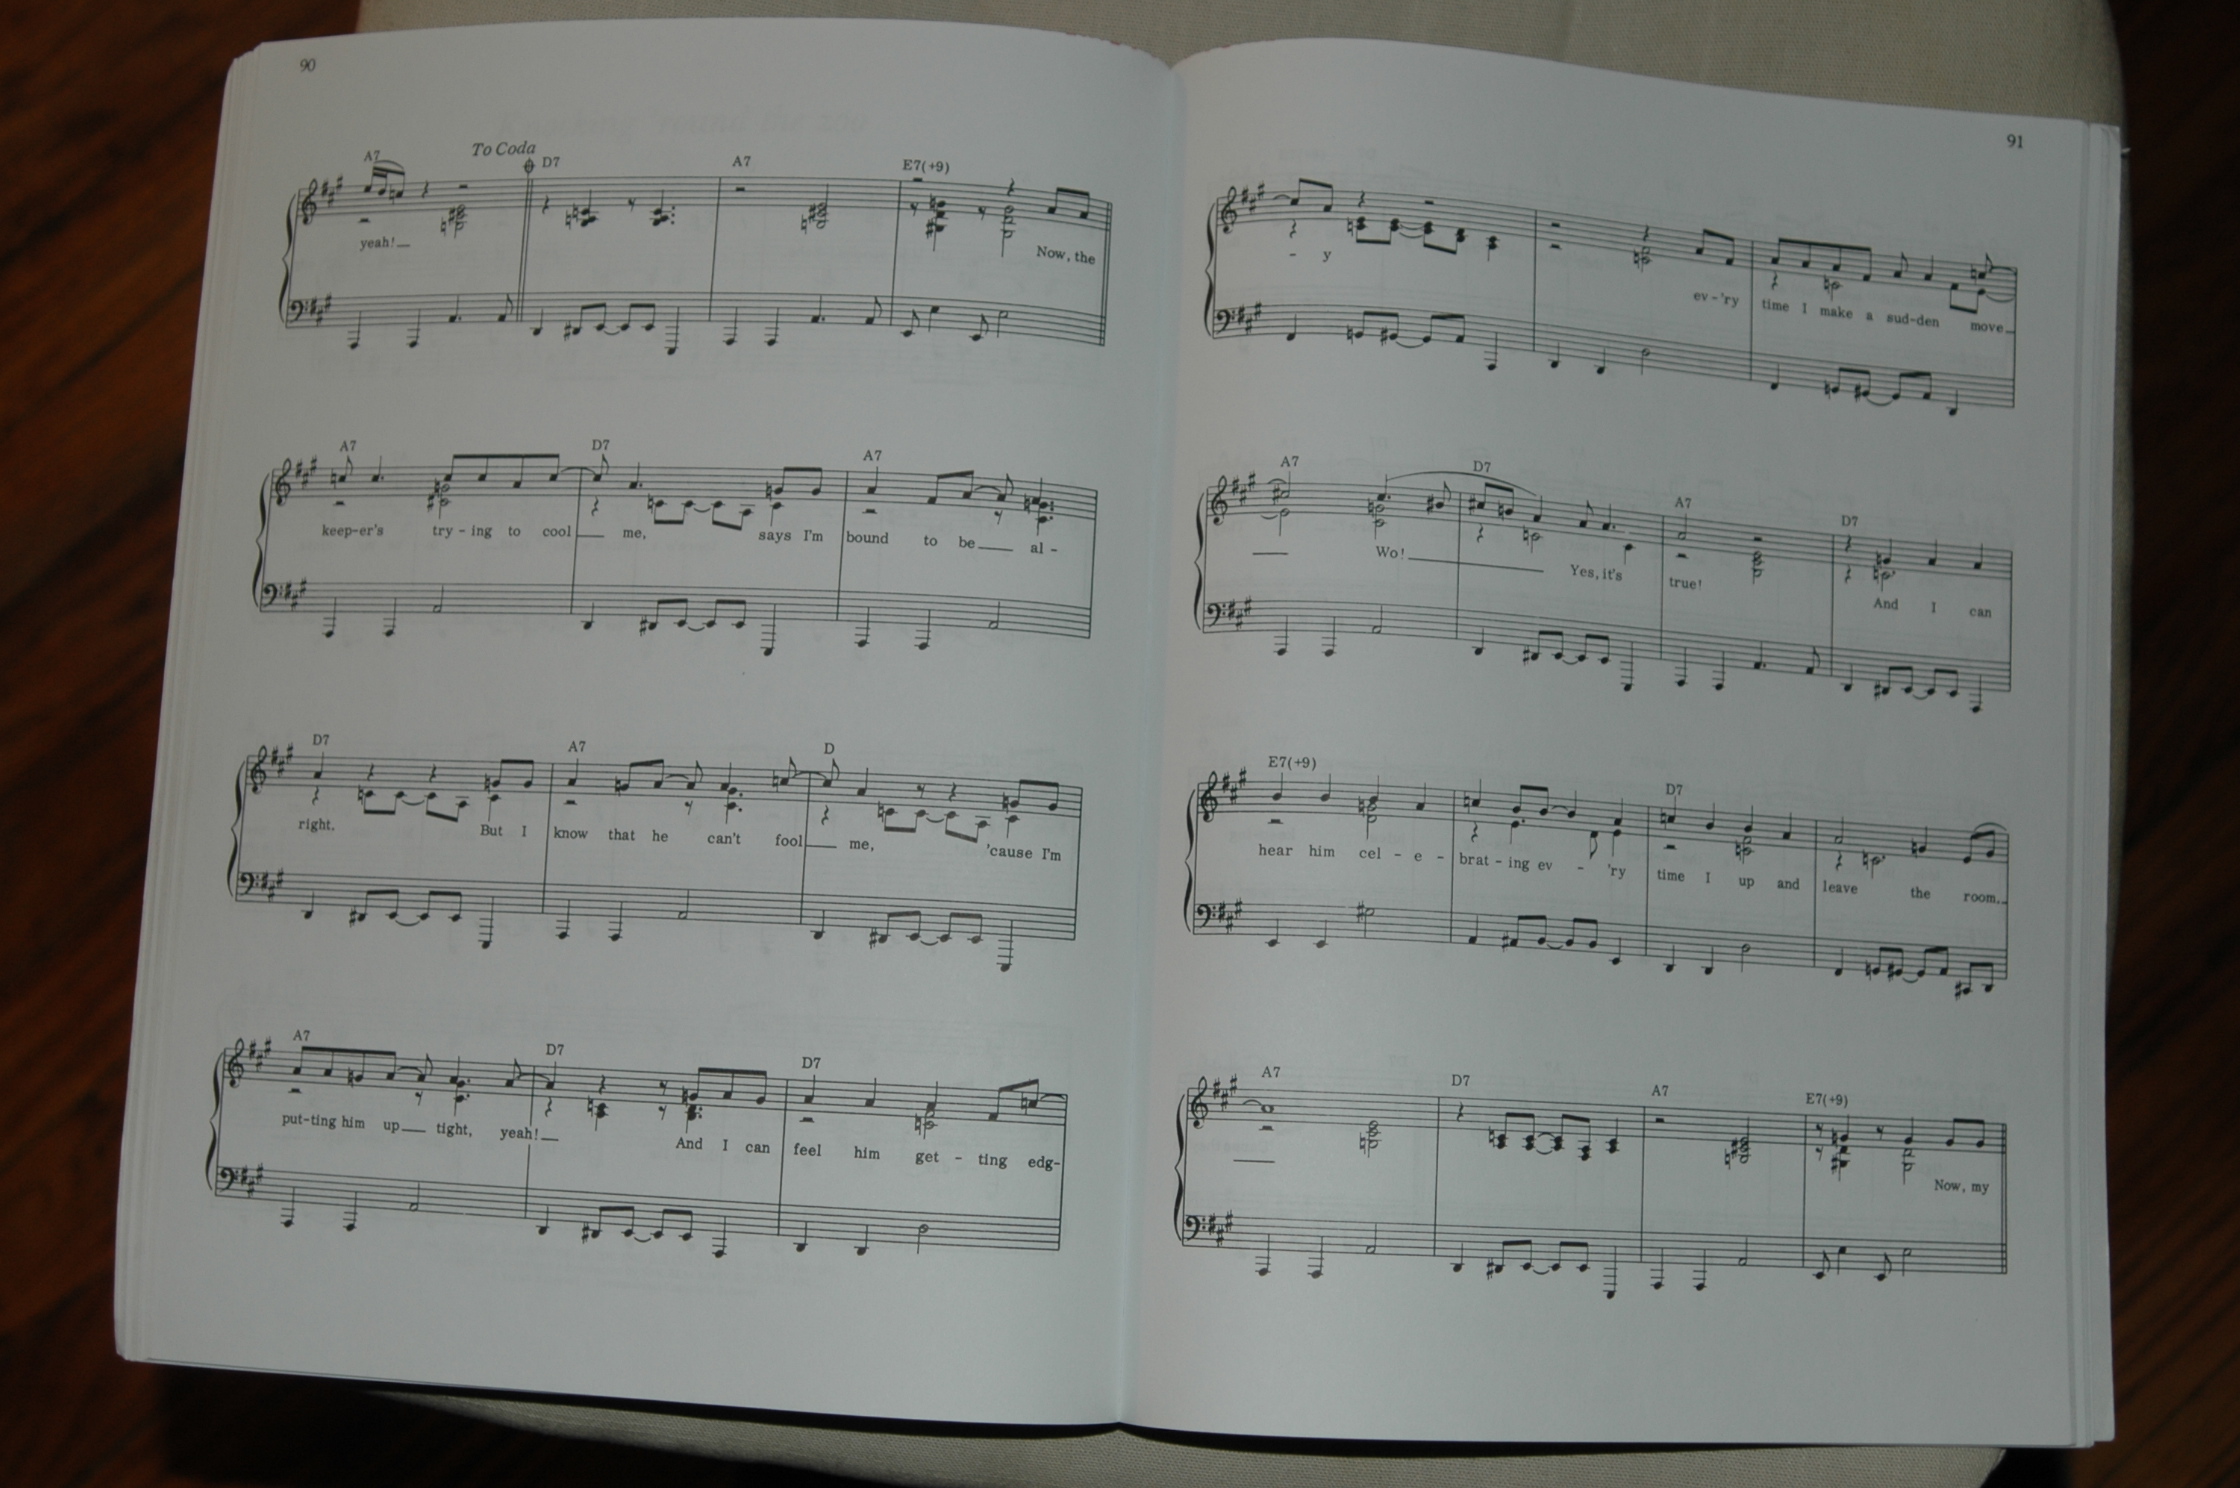 90
Knocking 'round the zoo
To Coda
A7 D7 A7 E7(+9)
yeah! Now, the
A7 D7 A7
keep-er's try - ing to cool me, says I'm bound to be al -
D7 A7 D
right. But I know that he can't fool me, 'cause I'm
A7 D7 D7
put-ting him up tight, yeah! And I can feel him get - ting edg-
91
- y ev-'ry time I make a sud-den move
A7 D7 A7 D7
Wo! Yes, it's true! And I can
E7(+9) D7
hear him cel - e - brat - ing ev - 'ry time I up and leave the room.
A7 D7 A7 E7(+9)
Now, my